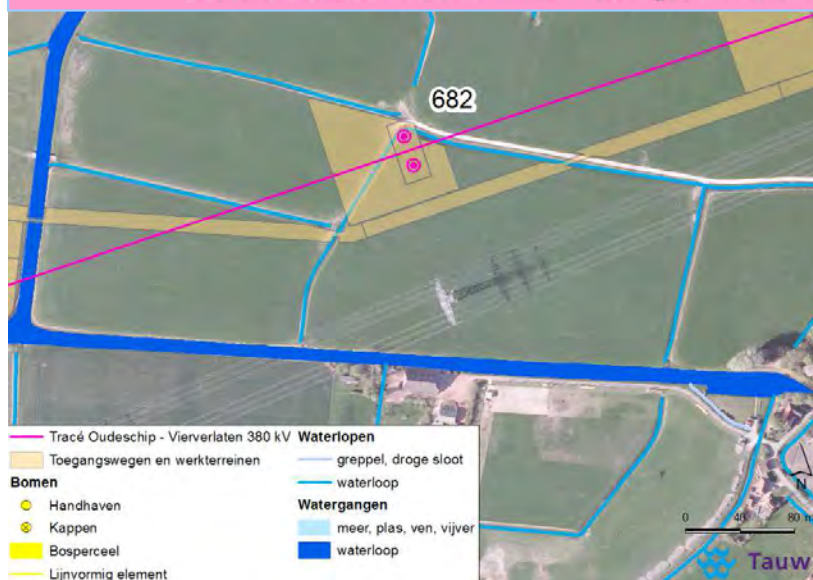 682
Tracé Oudeschip - Vierverlaten 380 kV
Toegangswegen en werkterreinen
Bomen
Handhaven
Kappen
Bosperceel
Lijnvormig element
Waterlopen
greppel, droge sloot
waterloop
Watergangen
meer, plas, ven, vijver
waterloop
N
0 40 80 m
Tauw